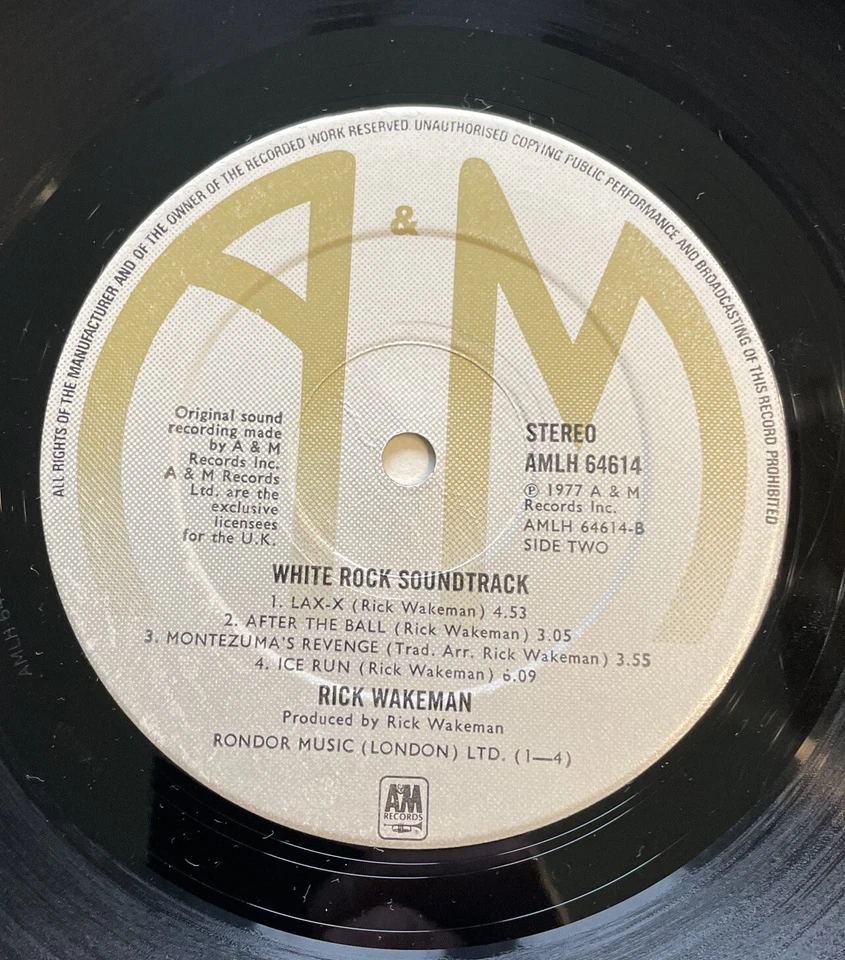 ALL RIGHTS OF THE MANUFACTURER AND OF THE OWNER OF THE RECORDED WORK RESERVED. UNAUTHORISED COPYING PUBLIC PERFORMANCE AND BROADCASTING OF THIS RECORD PROHIBITED
A & M
Original sound
recording made
by A & M
Records Inc.
A & M Records
Ltd. are the
exclusive
licensees
for the U.K.
STEREO
AMLH 64614
℗ 1977 A & M
Records Inc.
AMLH 64614-B
SIDE TWO
WHITE ROCK SOUNDTRACK
1. LAX-X (Rick Wakeman) 4.53
2. AFTER THE BALL (Rick Wakeman) 3.05
3. MONTEZUMA'S REVENGE (Trad. Arr. Rick Wakeman) 3.55
4. ICE RUN (Rick Wakeman) 6.09
RICK WAKEMAN
Produced by Rick Wakeman
RONDOR MUSIC (LONDON) LTD. (1—4)
A&M
RECORDS